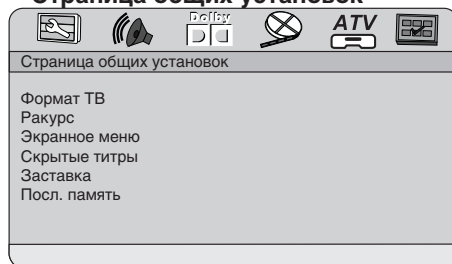 Страница общих установок
Dolby
ATV
Страница общих установок
Формат ТВ
Ракурс
Экранное меню
Скрытые титры
Заставка
Посл. память